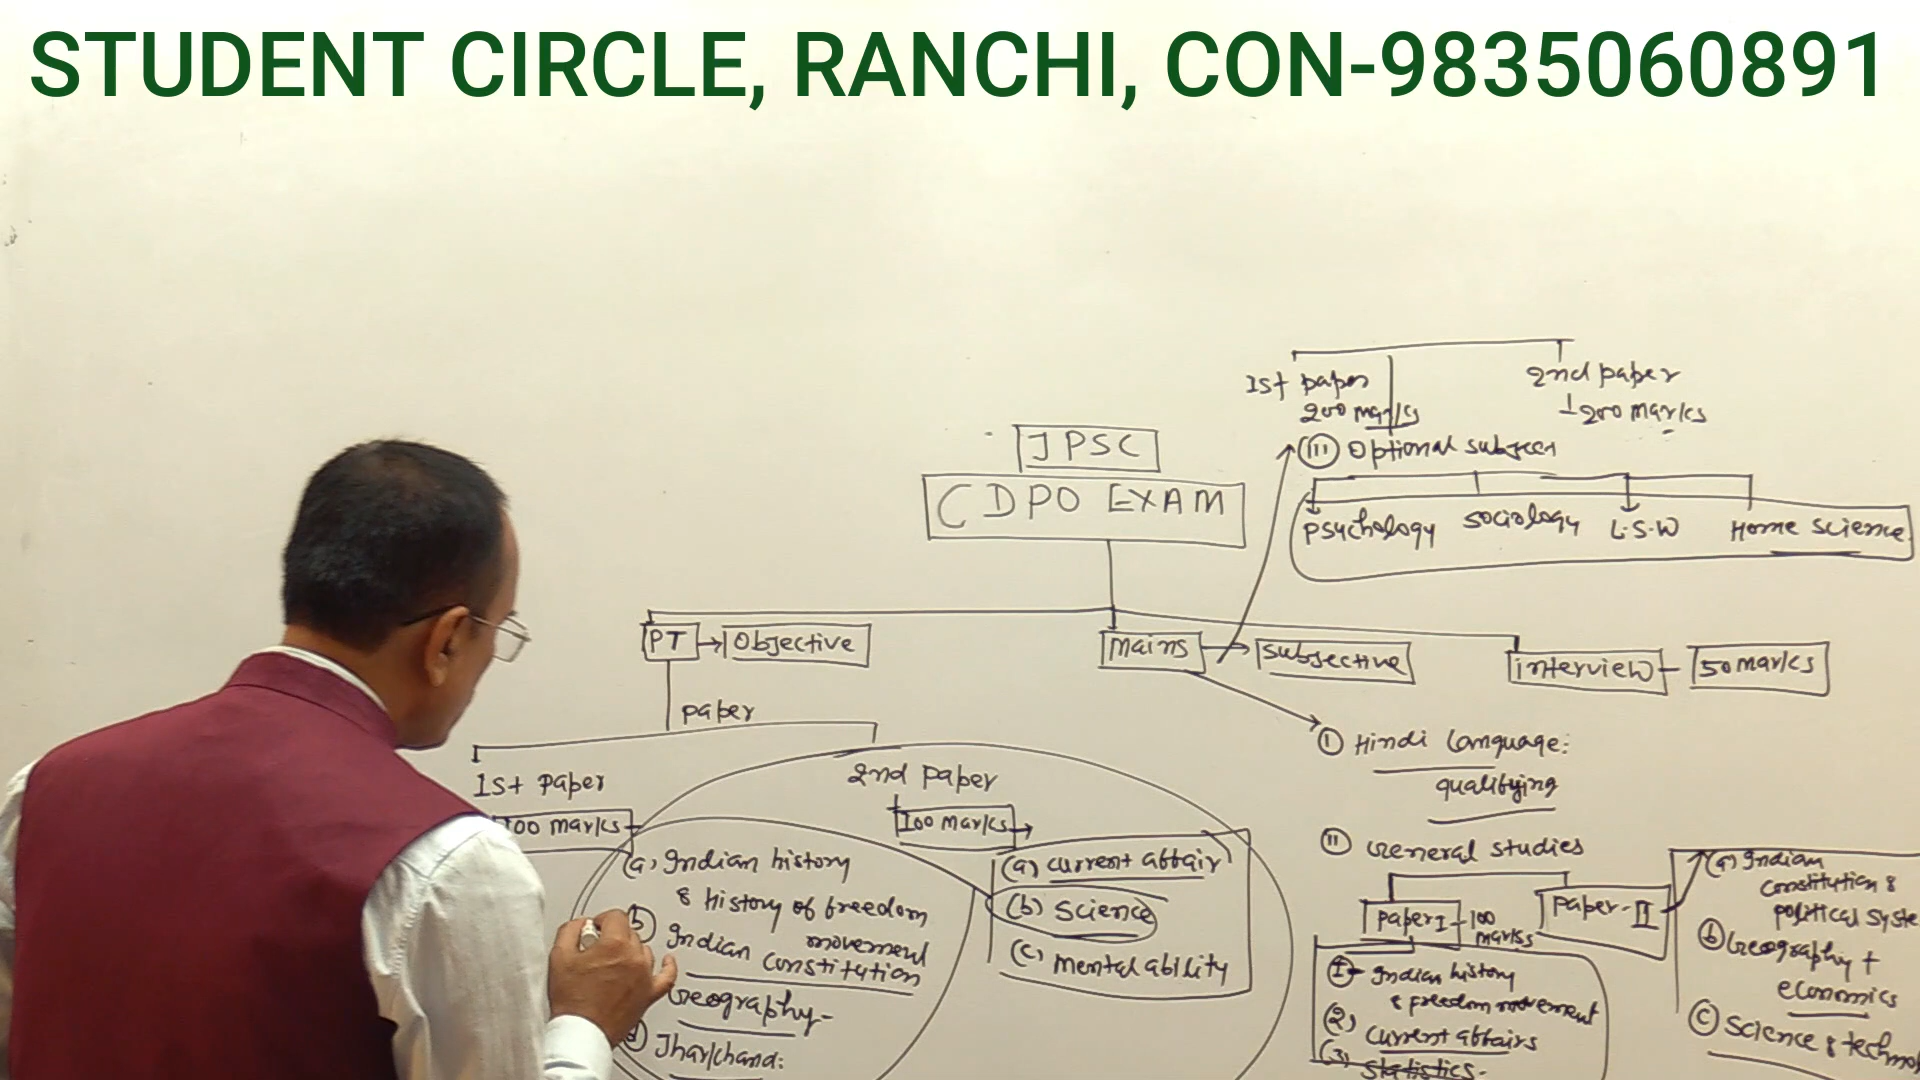 STUDENT CIRCLE, RANCHI, CON-9835060891
1st paper
200 marks
2nd paper
200 marks
JPSC
CDPO EXAM
(III) Optional subject
Psychology
Sociology
L.S.W
Home Science
PT → Objective
Mains → Subjective
interview - 50 marks
paper
1st paper
100 marks
(a) Indian history
& History of freedom
movement
(b) Indian constitution
Geography-
(d) Jharkhand:
2nd paper
100 marks
(a) current affair
(b) Science
(c) mental ability
(I) Hindi Language:
qualifying
(II) General studies
Paper I - 100
marks
(1) Indian history
& freedom movement
(2) Current affairs
(3) Statistics-
Paper-II
(a) Indian
Constitution &
political Syste
(b) Geography +
economics
(c) Science & techno